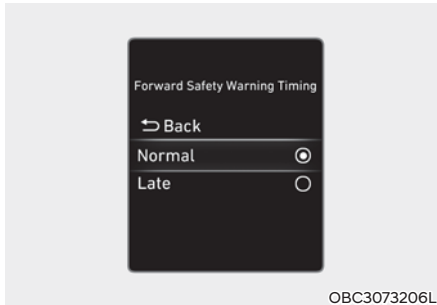 Forward Safety Warning Timing
Back
Normal
Late
OBC3073206L